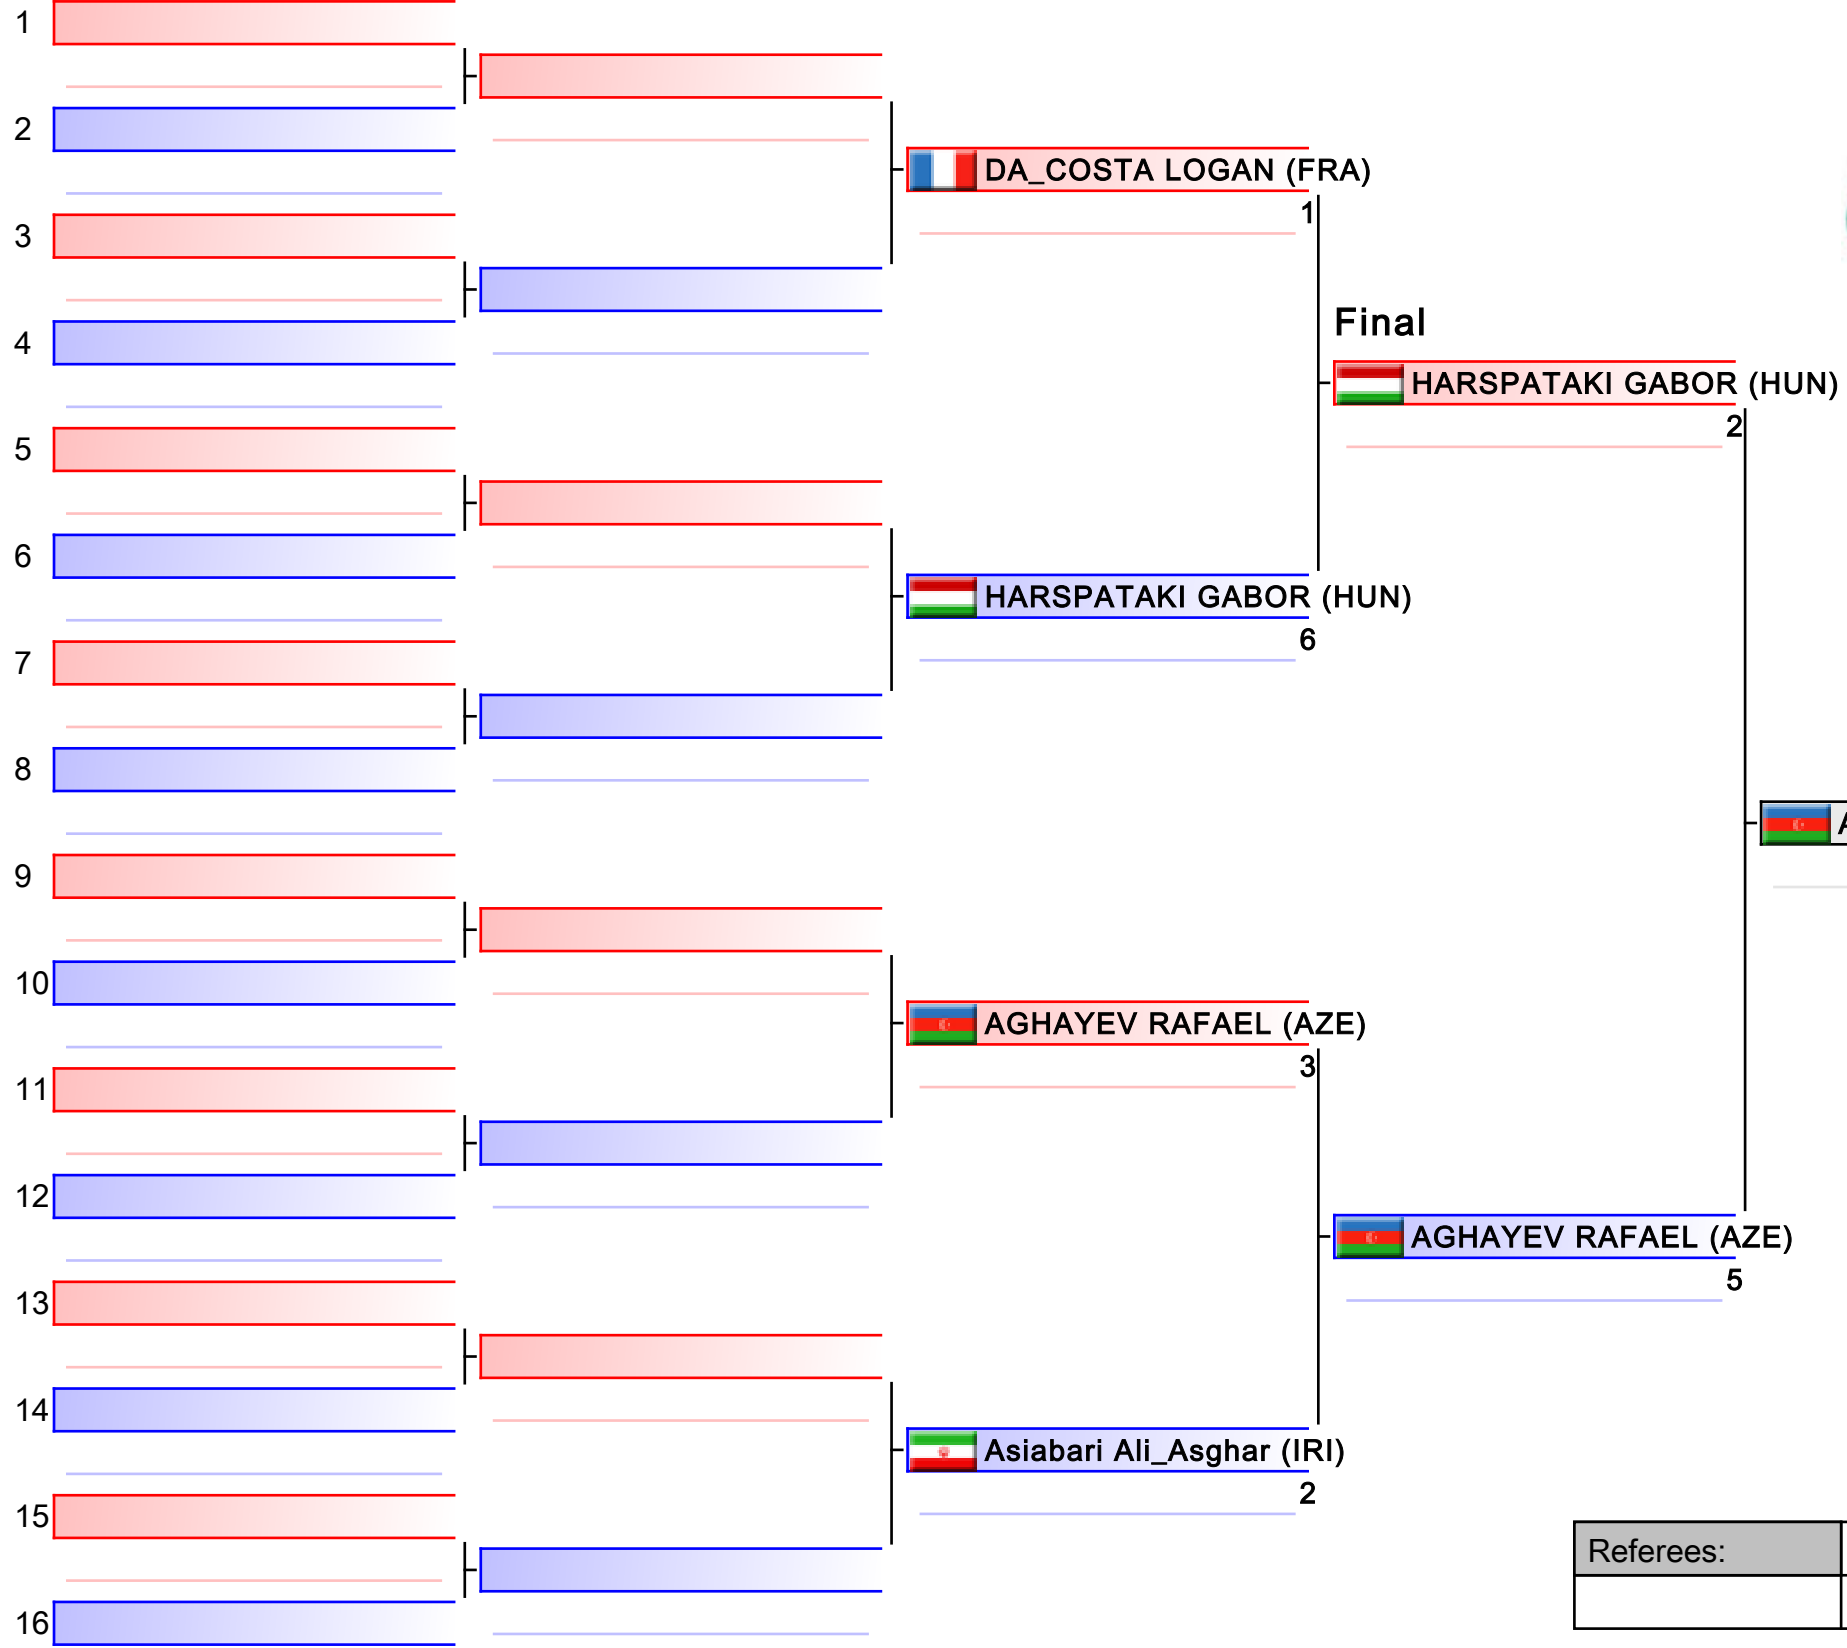 1
2
DA_COSTA LOGAN (FRA)
1
3
Final
4
HARSPATAKI GABOR (HUN)
2
5
6
HARSPATAKI GABOR (HUN)
6
7
8
9
10
AGHAYEV RAFAEL (AZE)
3
11
12
AGHAYEV RAFAEL (AZE)
5
13
14
Asiabari Ali_Asghar (IRI)
2
15
Referees:
16